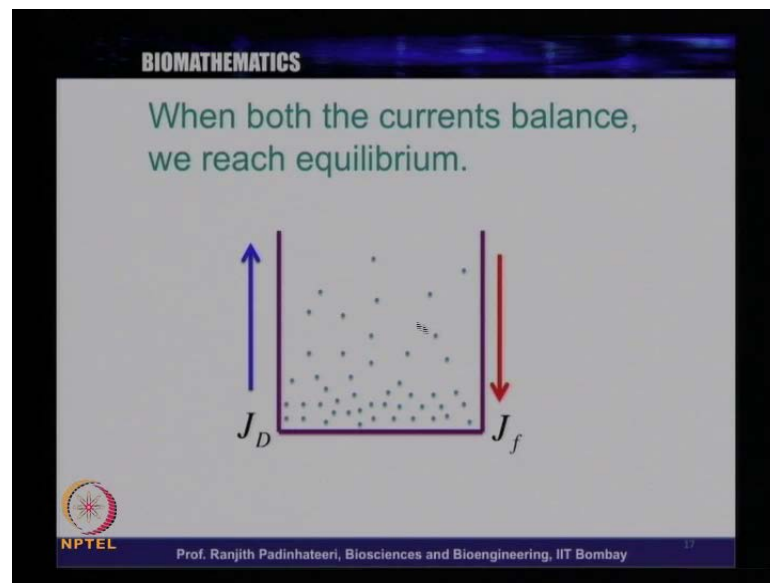 BIOMATHEMATICS
When both the currents balance,
we reach equilibrium.
J_D
J_f
NPTEL
Prof. Ranjith Padinhateeri, Biosciences and Bioengineering, IIT Bombay
17